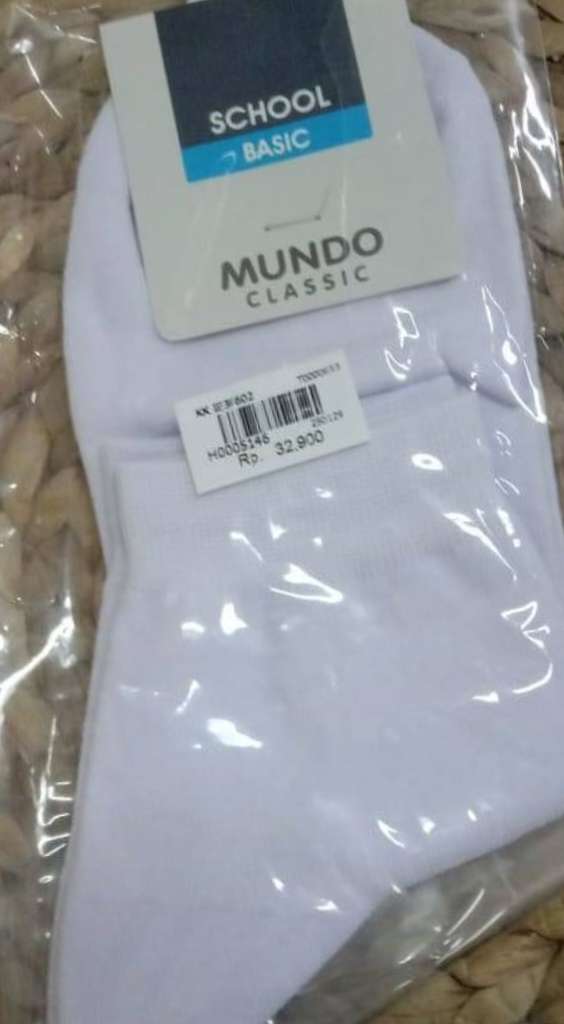 SCHOOL
BASIC
MUNDO
CLASSIC
H0005146
Rp. 32.900